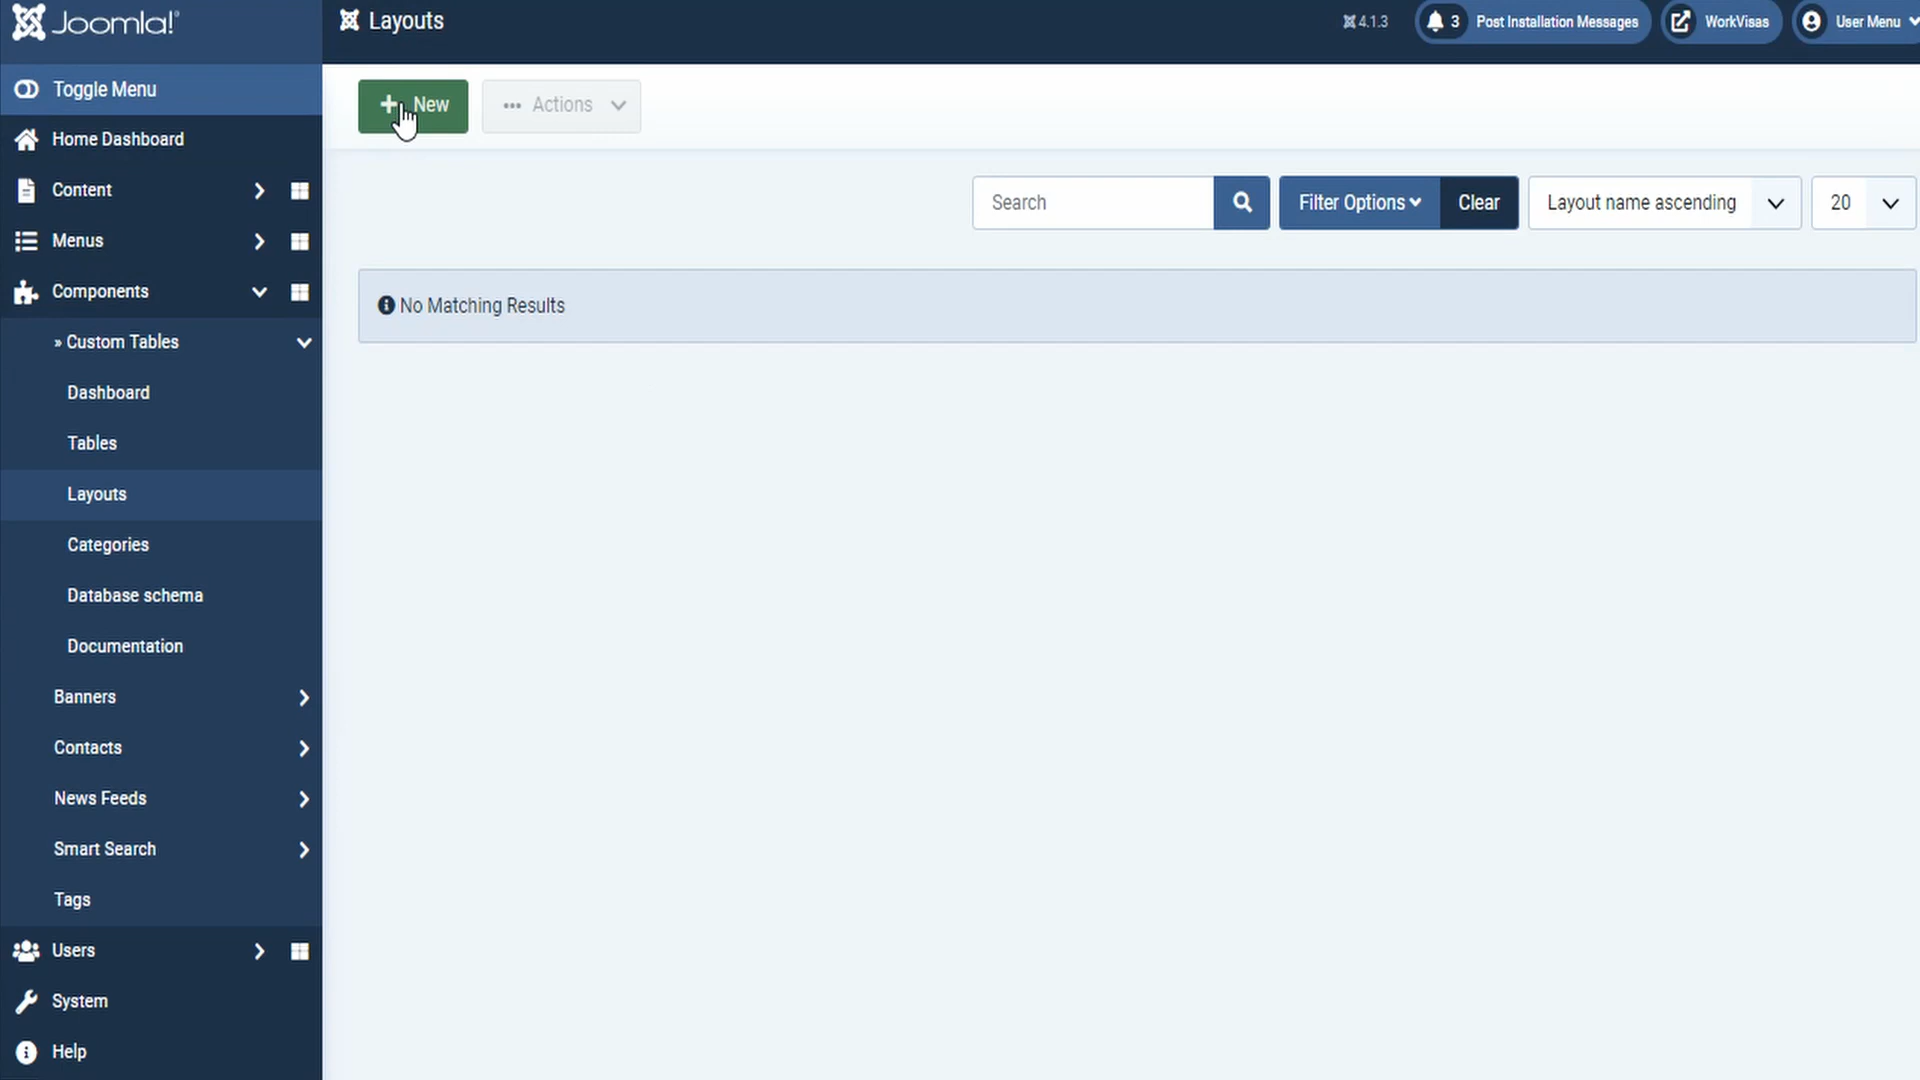 Joomla!
Layouts
4.1.3
3 Post Installation Messages
WorkVisas
User Menu
Toggle Menu
New
Actions
Home Dashboard
Content
Menus
Components
» Custom Tables
Dashboard
Tables
Layouts
Categories
Database schema
Documentation
Banners
Contacts
News Feeds
Smart Search
Tags
Users
System
Help
Search
Filter Options
Clear
Layout name ascending
20
No Matching Results